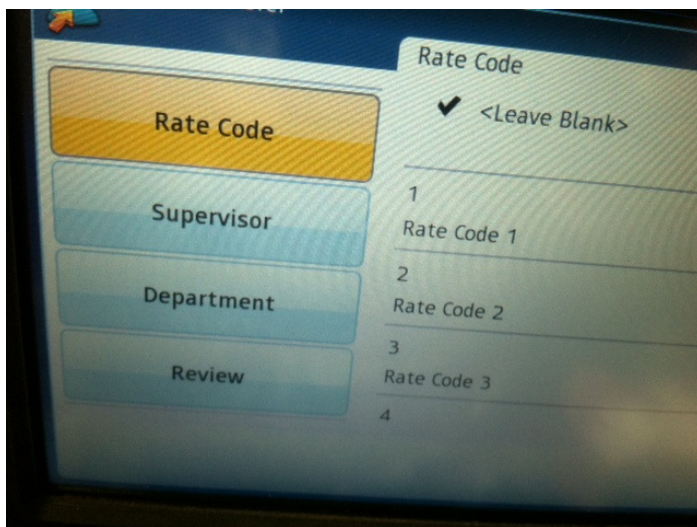 Rate Code
Supervisor
Department
Review
Rate Code
<Leave Blank>
1
Rate Code 1
2
Rate Code 2
3
Rate Code 3
4